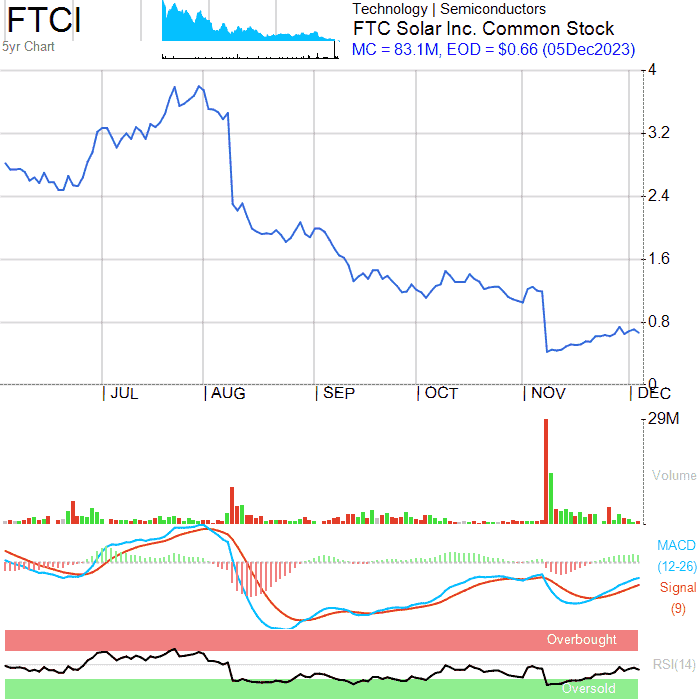 FTCI
5yr Chart
Technology | Semiconductors
FTC Solar Inc. Common Stock
MC = 83.1M, EOD = $0.66 (05Dec2023)
4
3.2
2.4
1.6
0.8
0
| JUL | AUG | SEP | OCT | NOV | DEC
29M
Volume
MACD
(12-26)
Signal
(9)
Overbought
RSI(14)
Oversold